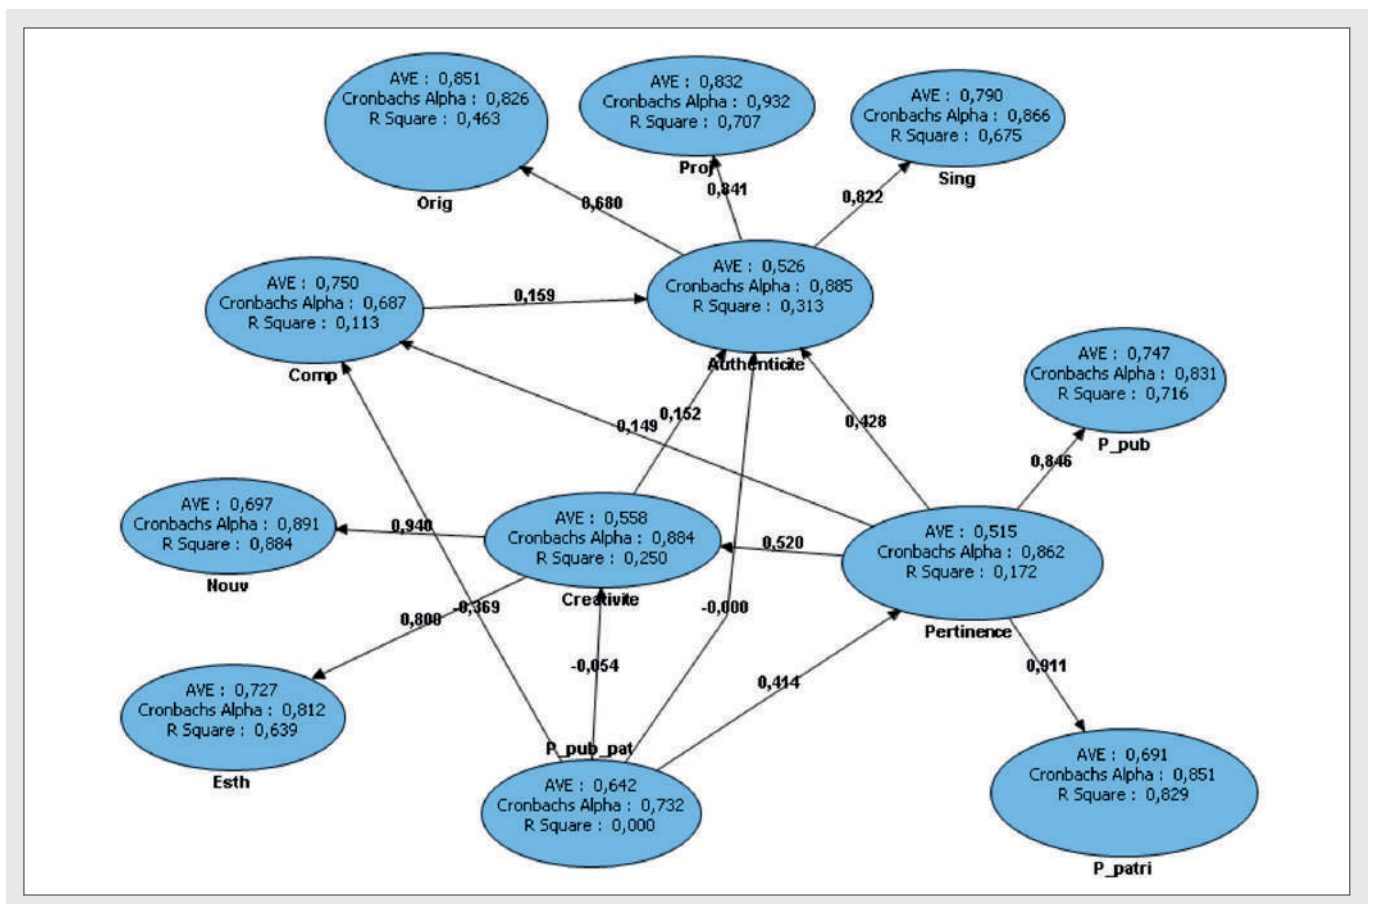 AVE : 0,851
Cronbachs Alpha : 0,826
R Square : 0,463
Orig
AVE : 0,832
Cronbachs Alpha : 0,932
R Square : 0,707
Proj
AVE : 0,790
Cronbachs Alpha : 0,866
R Square : 0,675
Sing
0,680
0,841
0,822
AVE : 0,750
Cronbachs Alpha : 0,687
R Square : 0,113
Comp
0,159
AVE : 0,526
Cronbachs Alpha : 0,885
R Square : 0,313
Authenticite
AVE : 0,747
Cronbachs Alpha : 0,831
R Square : 0,716
P_pub
0,149
0,152
0,428
0,846
AVE : 0,697
Cronbachs Alpha : 0,891
R Square : 0,884
Nouv
0,940
AVE : 0,558
Cronbachs Alpha : 0,884
R Square : 0,250
Creativite
0,520
AVE : 0,515
Cronbachs Alpha : 0,862
R Square : 0,172
Pertinence
0,800
-0,369
-0,054
-0,000
0,414
0,911
AVE : 0,727
Cronbachs Alpha : 0,812
R Square : 0,639
Esth
P_pub_pat
AVE : 0,642
Cronbachs Alpha : 0,732
R Square : 0,000
AVE : 0,691
Cronbachs Alpha : 0,851
R Square : 0,829
P_patri